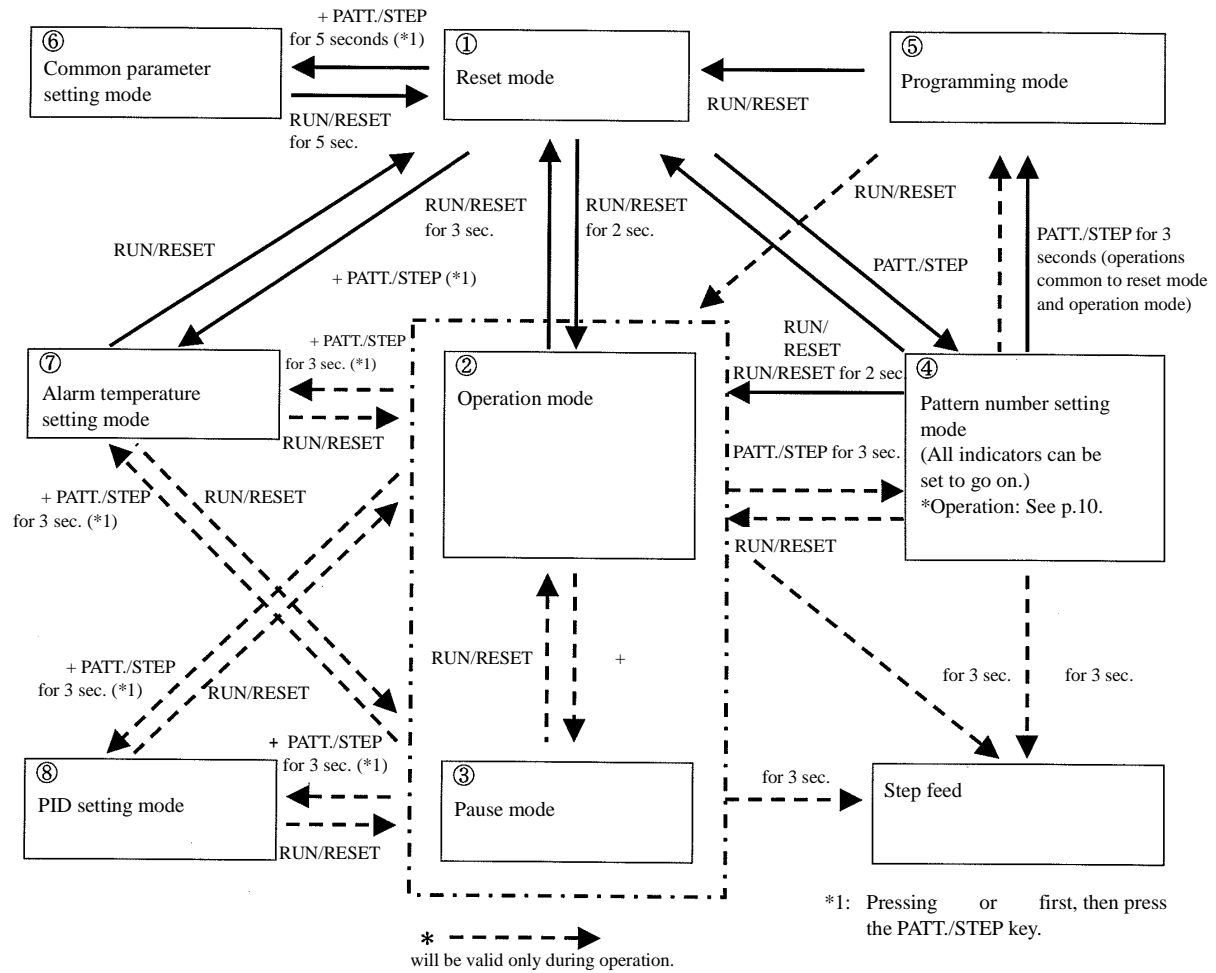 ⑥
Common parameter
setting mode
+ PATT./STEP
for 5 seconds (*1)
RUN/RESET
for 5 sec.
①
Reset mode
RUN/RESET
⑤
Programming mode
RUN/RESET
+ PATT./STEP (*1)
RUN/RESET
for 3 sec.
RUN/RESET
for 2 sec.
PATT./STEP
RUN/RESET
PATT./STEP for 3
seconds (operations
common to reset mode
and operation mode)
RUN/
RESET
RUN/RESET for 2 sec.
⑦
Alarm temperature
setting mode
+ PATT./STEP
for 3 sec. (*1)
RUN/RESET
②
Operation mode
④
Pattern number setting
mode
(All indicators can be
set to go on.)
*Operation: See p.10.
PATT./STEP for 3 sec.
RUN/RESET
+ PATT./STEP
for 3 sec. (*1)
RUN/RESET
+ PATT./STEP
for 3 sec. (*1)
RUN/RESET
RUN/RESET
+
for 3 sec.
for 3 sec.
⑧
PID setting mode
+ PATT./STEP
for 3 sec. (*1)
RUN/RESET
③
Pause mode
for 3 sec.
Step feed
*1: Pressing or first, then press
the PATT./STEP key.
*
will be valid only during operation.